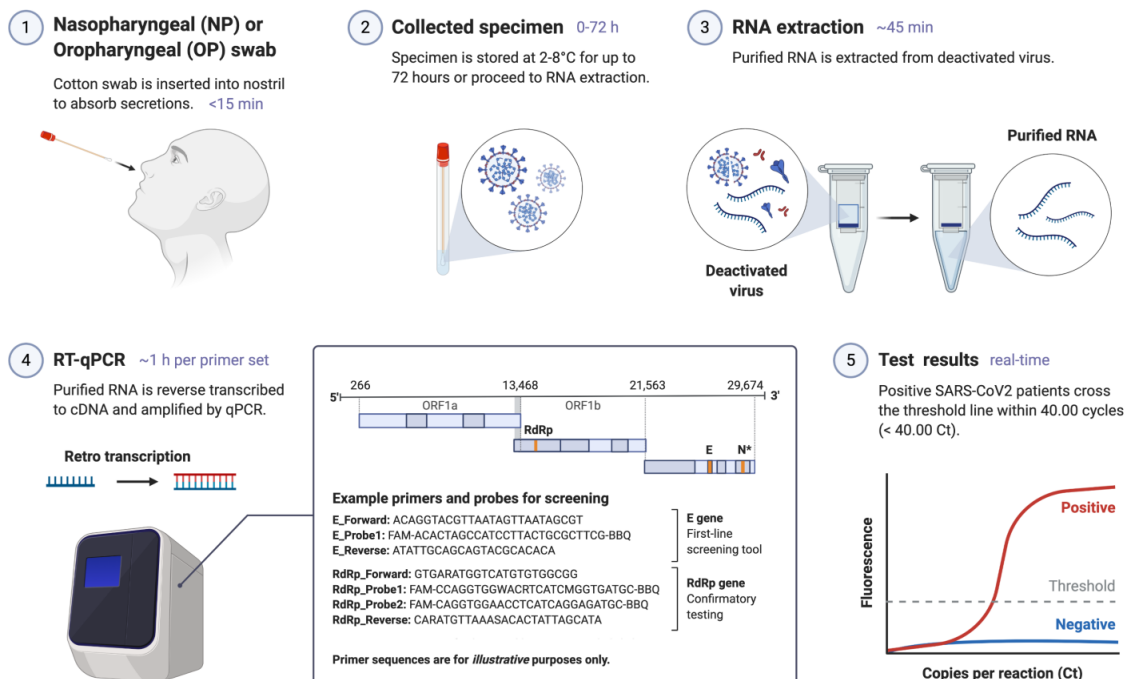 1
Nasopharyngeal (NP) or
Oropharyngeal (OP) swab
Cotton swab is inserted into nostril
to absorb secretions. <15 min
2
Collected specimen 0-72 h
Specimen is stored at 2-8°C for up to
72 hours or proceed to RNA extraction.
3
RNA extraction ~45 min
Purified RNA is extracted from deactivated virus.
Purified RNA
Deactivated
virus
4
RT-qPCR ~1 h per primer set
Purified RNA is reverse transcribed
to cDNA and amplified by qPCR.
Retro transcription
266 13,468 21,563 29,674
5' 3'
ORF1a ORF1b
RdRp
E N*
Example primers and probes for screening
E_Forward: ACAGGTACGTTAATAGTTAATAGCGT
E_Probe1: FAM-ACACTAGCCATCCTTACTGCGCTTCG-BBQ
E_Reverse: ATATTGCAGCAGTACGCACACA
E gene
First-line
screening tool
RdRp_Forward: GTGARATGGTCATGTGTGGCGG
RdRp_Probe1: FAM-CCAGGTGGWACRTCATCMGGTGATGC-BBQ
RdRp_Probe2: FAM-CAGGTGGAACCTCATCAGGAGATGC-BBQ
RdRp_Reverse: CARATGTTAAASACACTATTAGCATA
RdRp gene
Confirmatory
testing
Primer sequences are for illustrative purposes only.
5
Test results real-time
Positive SARS-CoV2 patients cross
the threshold line within 40.00 cycles
(< 40.00 Ct).
Fluorescence
Positive
Threshold
Negative
Copies per reaction (Ct)